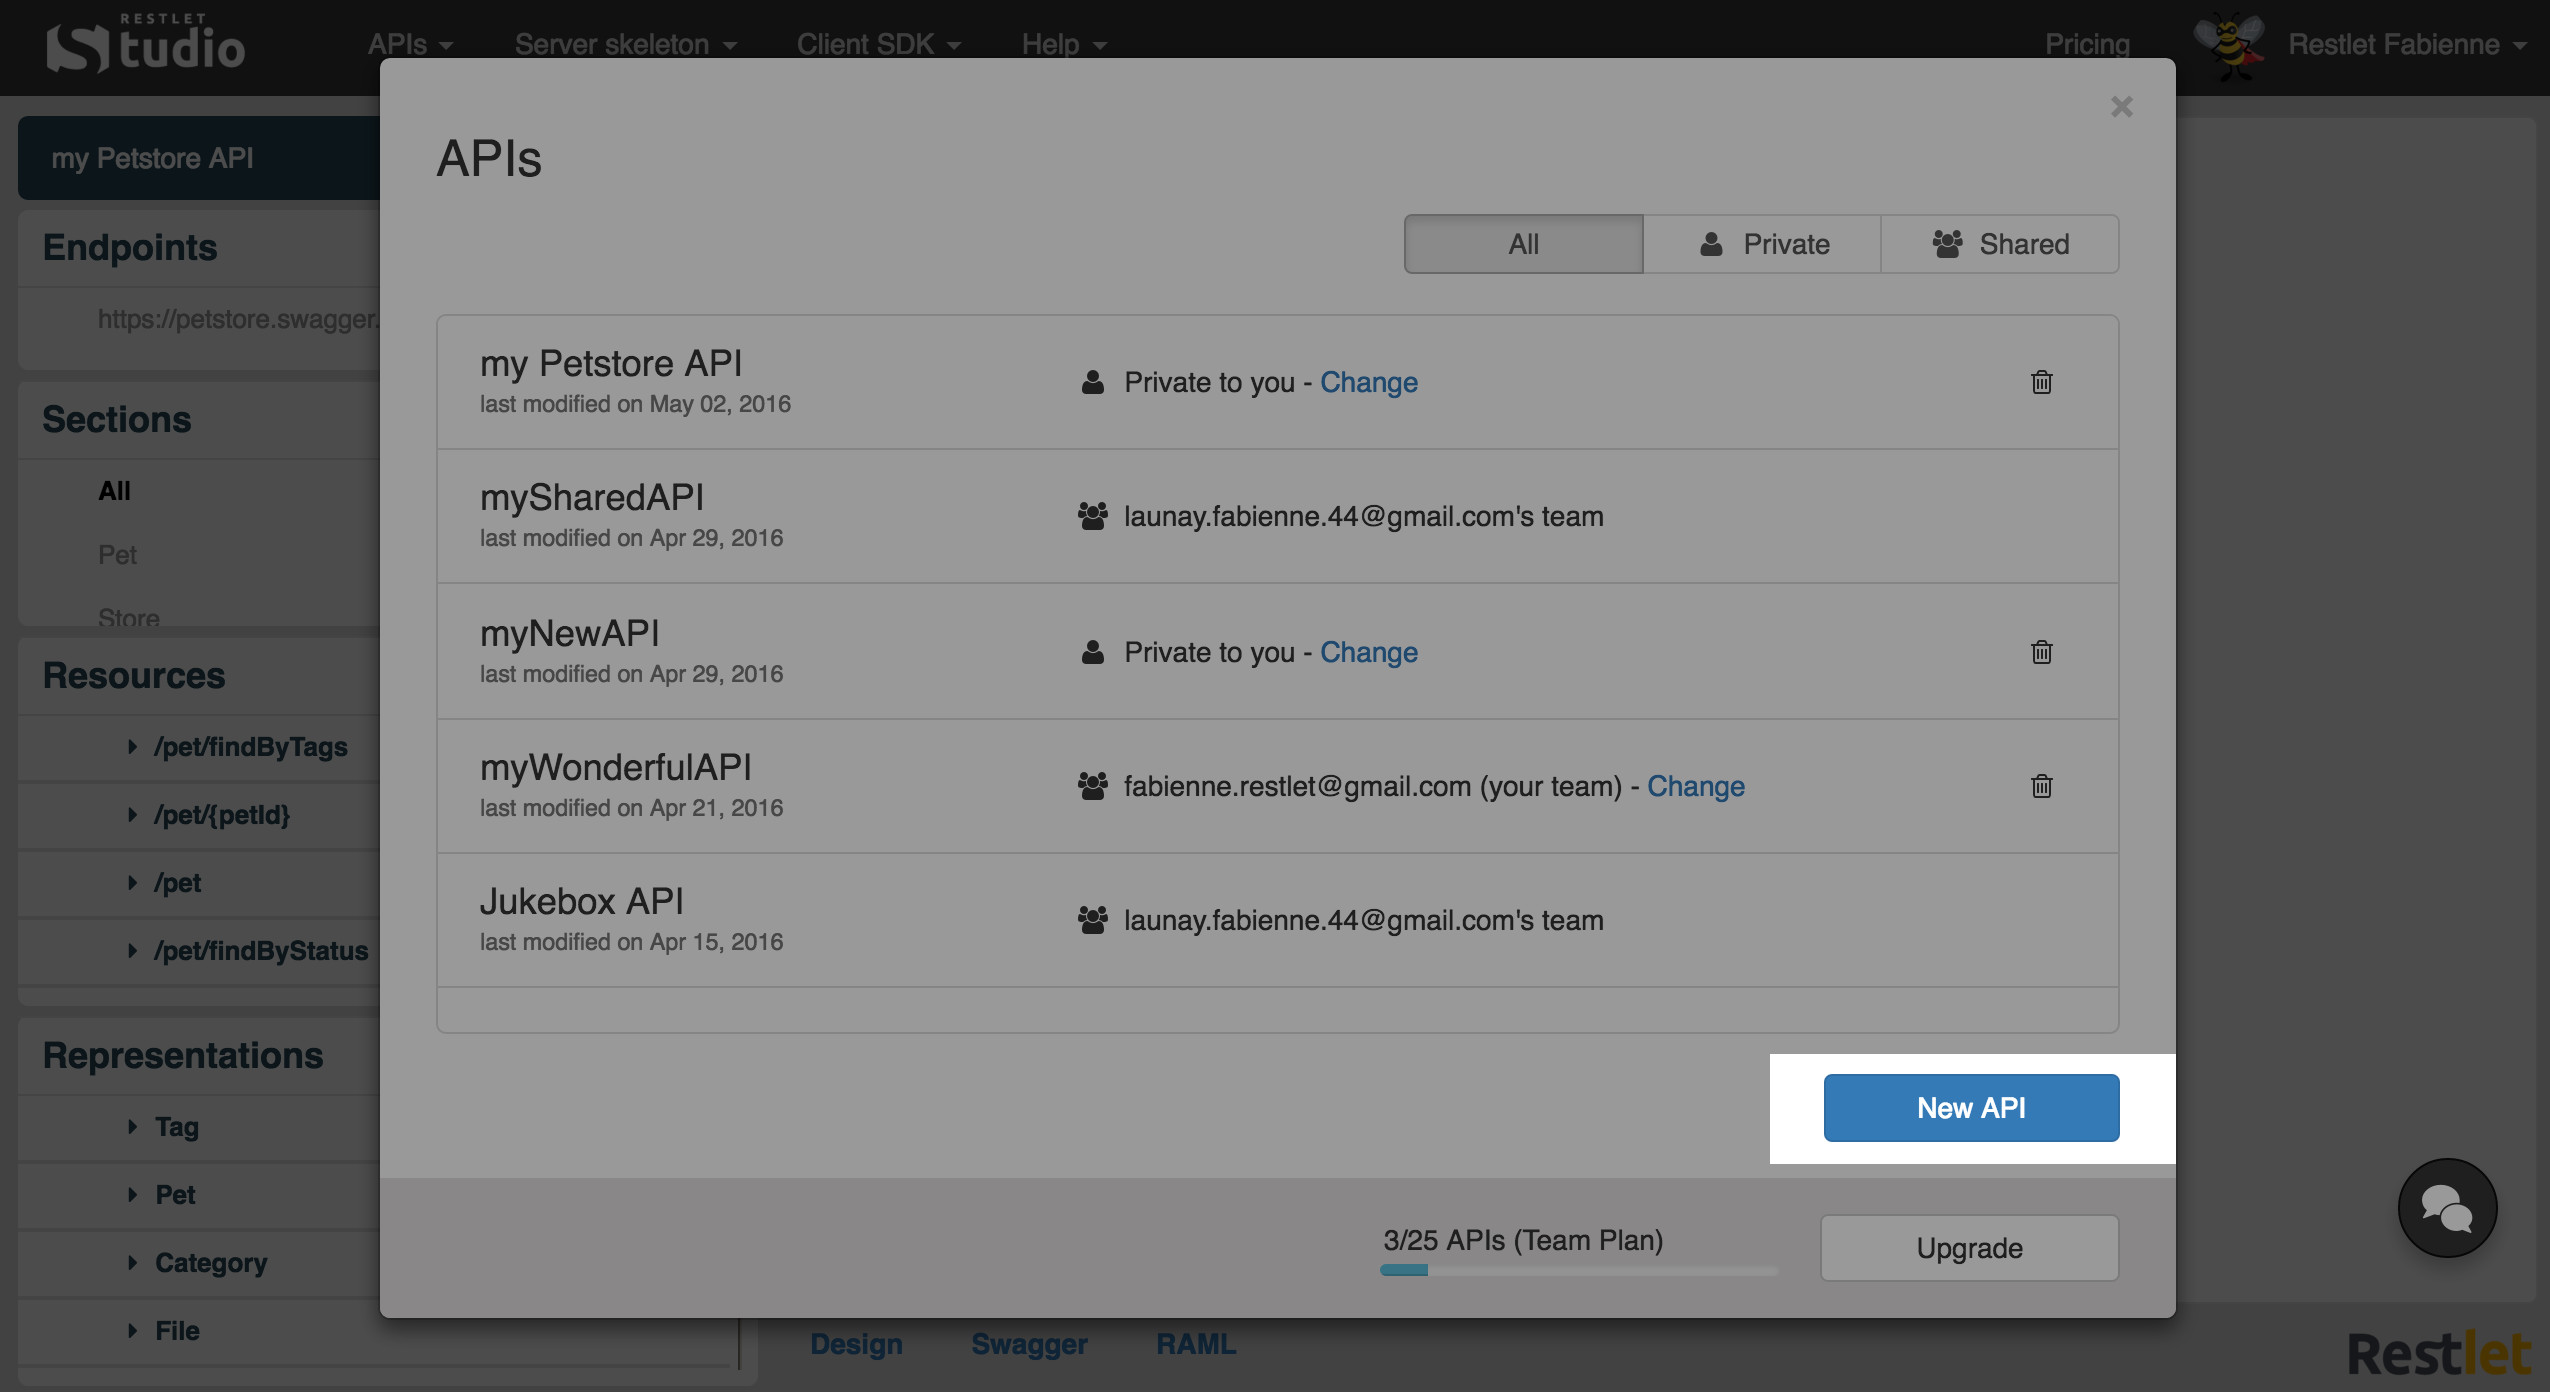 RESTLET
Studio
APIs
Server skeleton
Client SDK
Help
Pricing
Restlet Fabienne
my Petstore API
Endpoints
https://petstore.swagger.
Sections
All
Pet
Store
Resources
/pet/findByTags
/pet/{petId}
/pet
/pet/findByStatus
Representations
Tag
Pet
Category
File
×
APIs
All
Private
Shared
my Petstore API
last modified on May 02, 2016
Private to you - Change
mySharedAPI
last modified on Apr 29, 2016
launay.fabienne.44@gmail.com's team
myNewAPI
last modified on Apr 29, 2016
Private to you - Change
myWonderfulAPI
last modified on Apr 21, 2016
fabienne.restlet@gmail.com (your team) - Change
Jukebox API
last modified on Apr 15, 2016
launay.fabienne.44@gmail.com's team
New API
3/25 APIs (Team Plan)
Upgrade
Design
Swagger
RAML
Restlet